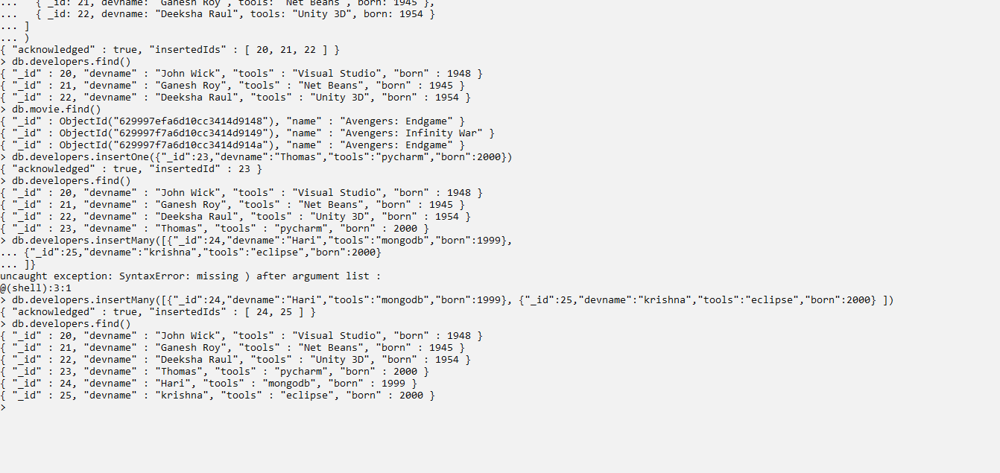 ...   { _id: 21, devname: "Ganesh Roy", tools: "Net Beans", born: 1945 },
...   { _id: 22, devname: "Deeksha Raul", tools: "Unity 3D", born: 1954 }
... ]
... )
{ "acknowledged" : true, "insertedIds" : [ 20, 21, 22 ] }
> db.developers.find()
{ "_id" : 20, "devname" : "John Wick", "tools" : "Visual Studio", "born" : 1948 }
{ "_id" : 21, "devname" : "Ganesh Roy", "tools" : "Net Beans", "born" : 1945 }
{ "_id" : 22, "devname" : "Deeksha Raul", "tools" : "Unity 3D", "born" : 1954 }
> db.movie.find()
{ "_id" : ObjectId("629997efa6d10cc3414d9148"), "name" : "Avengers: Endgame" }
{ "_id" : ObjectId("629997f7a6d10cc3414d9149"), "name" : "Avengers: Infinity War" }
{ "_id" : ObjectId("629997f7a6d10cc3414d914a"), "name" : "Avengers: Endgame" }
> db.developers.insertOne({"_id":23,"devname":"Thomas","tools":"pycharm","born":2000})
{ "acknowledged" : true, "insertedId" : 23 }
> db.developers.find()
{ "_id" : 20, "devname" : "John Wick", "tools" : "Visual Studio", "born" : 1948 }
{ "_id" : 21, "devname" : "Ganesh Roy", "tools" : "Net Beans", "born" : 1945 }
{ "_id" : 22, "devname" : "Deeksha Raul", "tools" : "Unity 3D", "born" : 1954 }
{ "_id" : 23, "devname" : "Thomas", "tools" : "pycharm", "born" : 2000 }
> db.developers.insertMany([{"_id":24,"devname":"Hari","tools":"mongodb","born":1999},
... {"_id":25,"devname":"krishna","tools":"eclipse","born":2000}
... ]}
uncaught exception: SyntaxError: missing ) after argument list :
@(shell):3:1
> db.developers.insertMany([{"_id":24,"devname":"Hari","tools":"mongodb","born":1999}, {"_id":25,"devname":"krishna","tools":"eclipse","born":2000} ])
{ "acknowledged" : true, "insertedIds" : [ 24, 25 ] }
> db.developers.find()
{ "_id" : 20, "devname" : "John Wick", "tools" : "Visual Studio", "born" : 1948 }
{ "_id" : 21, "devname" : "Ganesh Roy", "tools" : "Net Beans", "born" : 1945 }
{ "_id" : 22, "devname" : "Deeksha Raul", "tools" : "Unity 3D", "born" : 1954 }
{ "_id" : 23, "devname" : "Thomas", "tools" : "pycharm", "born" : 2000 }
{ "_id" : 24, "devname" : "Hari", "tools" : "mongodb", "born" : 1999 }
{ "_id" : 25, "devname" : "krishna", "tools" : "eclipse", "born" : 2000 }
>